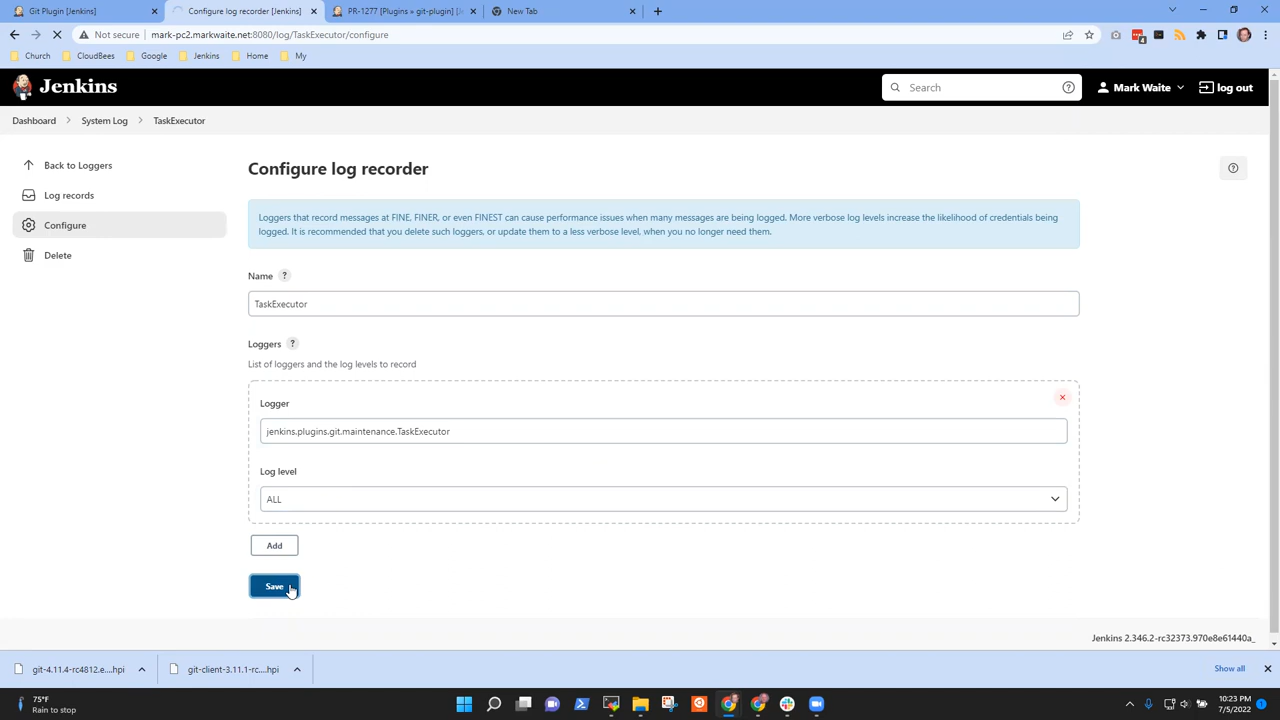 Git Plugin [Jenkins]
Configure log recorder [Jenkins]
PR-1277 [Plugins » git-plugin] [J
New Tab
Not secure
mark-pc2.markwaite.net:8080/log/TaskExecutor/configure
4
Church
CloudBees
Google
Jenkins
Home
My
Jenkins
Search
Mark Waite
log out
Dashboard
System Log
TaskExecutor
Back to Loggers
Log records
Configure
Delete
Configure log recorder
Loggers that record messages at FINE, FINER, or even FINEST can cause performance issues when many messages are being logged. More verbose log levels increase the likelihood of credentials being
logged. It is recommended that you delete such loggers, or update them to a less verbose level, when you no longer need them.
Name ?
TaskExecutor
Loggers ?
List of loggers and the log levels to record
Logger
jenkins.plugins.git.maintenance.TaskExecutor
Log level
ALL
Add
Save
Jenkins 2.346.2-rc32373.970e8e61440a_
git-4.11.4-rc4812.e....hpi
git-client-3.11.1-rc....hpi
Show all
75°F
Rain to stop
10:23 PM
7/5/2022